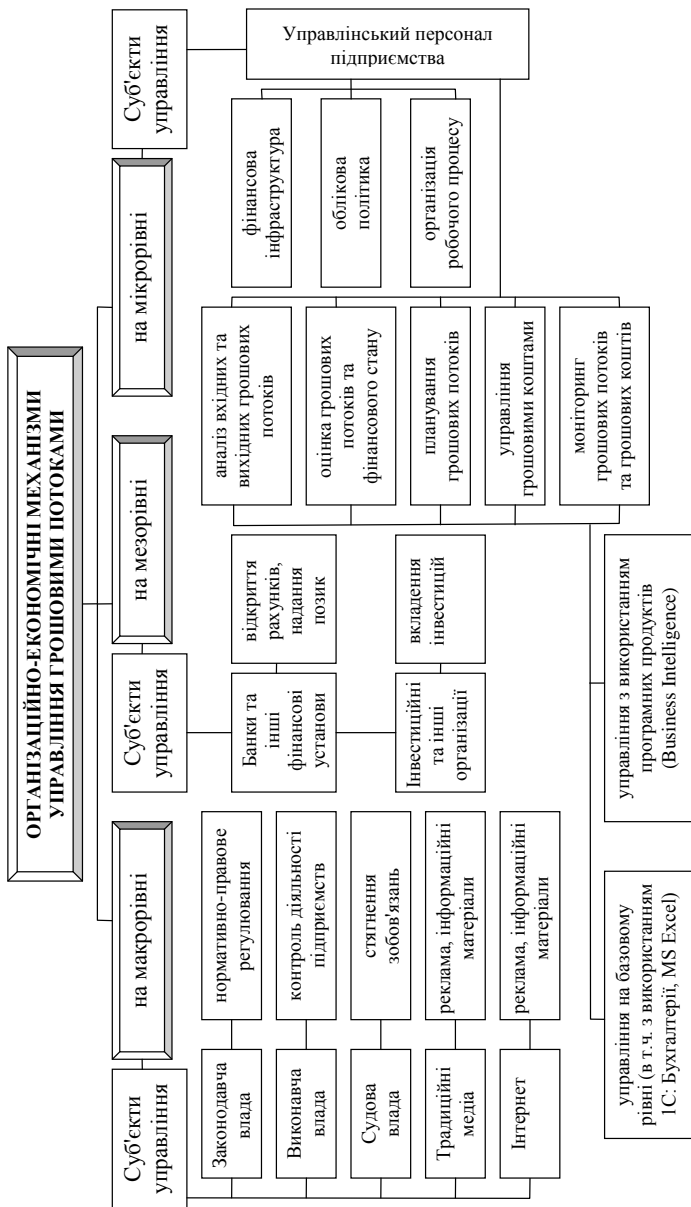 ОРГАНІЗАЦІЙНО-ЕКОНОМІЧНІ МЕХАНІЗМИ
УПРАВЛІННЯ ГРОШОВИМИ ПОТОКАМИ
Суб'єкти
управління
на макрорівні
Суб'єкти
управління
на мезорівні
на мікрорівні
Суб'єкти
управління
Законодавча
влада
нормативно-правове
регулювання
Виконавча
влада
контроль діяльності
підприємств
Судова
влада
стягнення
зобов'язань
Традиційні
медіа
реклама, інформаційні
матеріали
Інтернет
реклама, інформаційні
матеріали
Банки та
інші
фінансові
установи
відкриття
рахунків,
надання
позик
Інвестиційні
та інші
організації
вкладення
інвестицій
аналіз вхідних та
вихідних грошових
потоків
оцінка грошових
потоків та
фінансового стану
планування
грошових потоків
управління
грошовими коштами
моніторинг
грошових потоків
та грошових коштів
фінансова
інфраструктура
облікова
політика
організація
робочого процесу
Управлінський персонал
підприємства
управління на базовому
рівні (в т.ч. з використанням
1С: Бухгалтерії, MS Excel)
управління з використанням
програмних продуктів
(Business Intelligence)